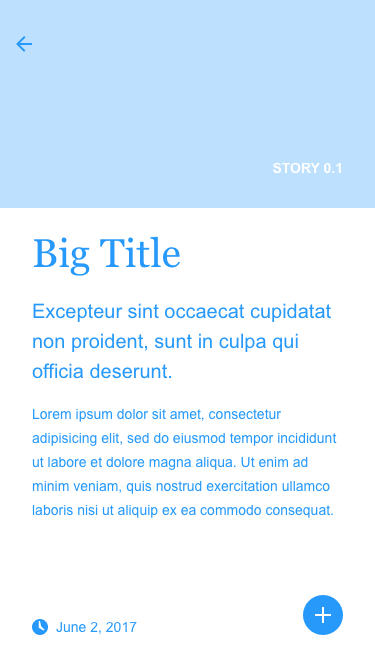 STORY 0.1
Big Title
Excepteur sint occaecat cupidatat
non proident, sunt in culpa qui
officia deserunt.
Lorem ipsum dolor sit amet, consectetur
adipisicing elit, sed do eiusmod tempor incididunt
ut labore et dolore magna aliqua. Ut enim ad
minim veniam, quis nostrud exercitation ullamco
laboris nisi ut aliquip ex ea commodo consequat.
June 2, 2017